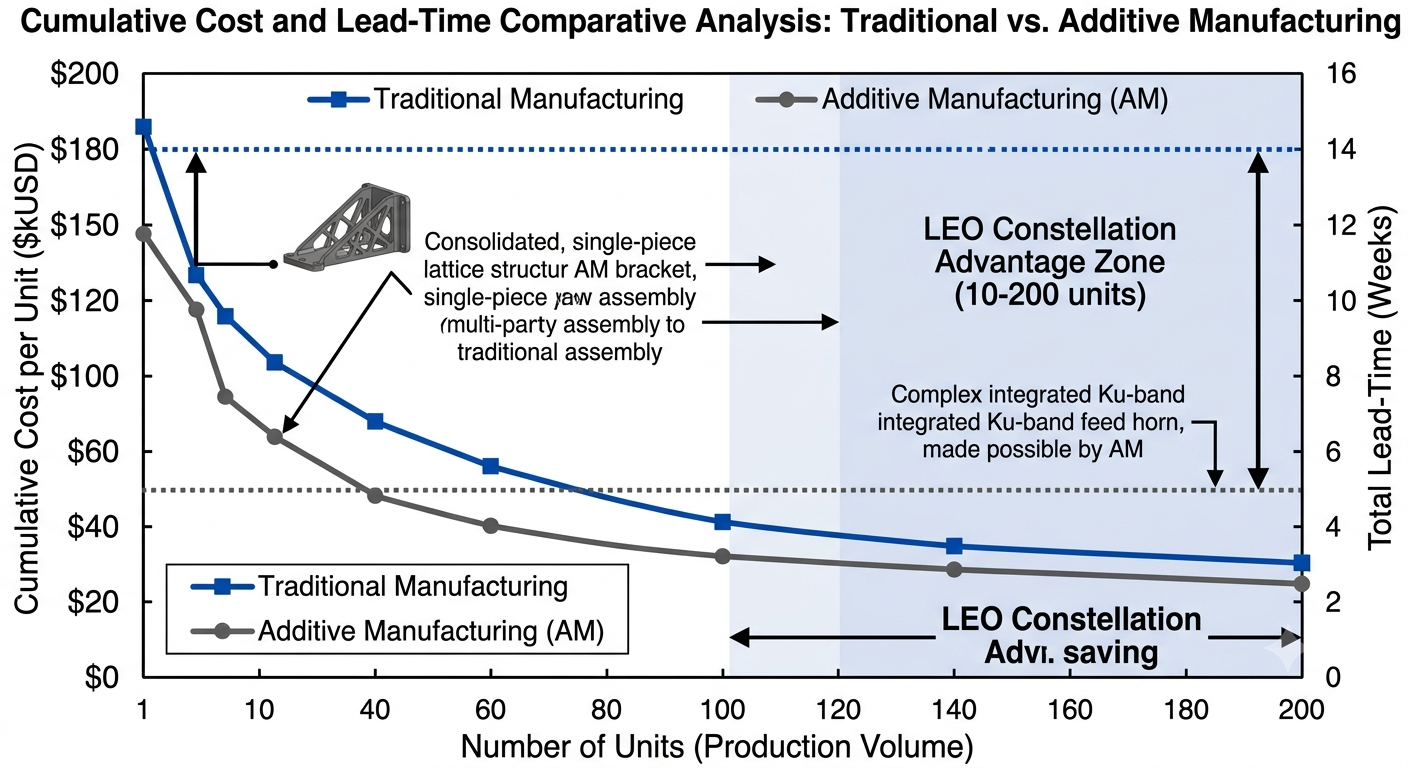 Cumulative Cost and Lead-Time Comparative Analysis: Traditional vs. Additive Manufacturing
Traditional Manufacturing
Additive Manufacturing (AM)
Cumulative Cost per Unit ($kUSD)
$200
$180
$150
$120
$100
$60
$40
$20
$0
Consolidated, single-piece
lattice structur AM bracket,
single-piece assembly
(multi-party assembly to
traditional assembly
LEO Constellation
Advantage Zone
(10-200 units)
Complex integrated Ku-band
integrated Ku-band feed horn,
made possible by AM
Traditional Manufacturing
Additive Manufacturing (AM)
LEO Constellation
saving
16
14
12
10
8
6
4
2
0
Total Lead-Time (Weeks)
1
10
40
60
80
100
120
140
160
180
200
Number of Units (Production Volume)